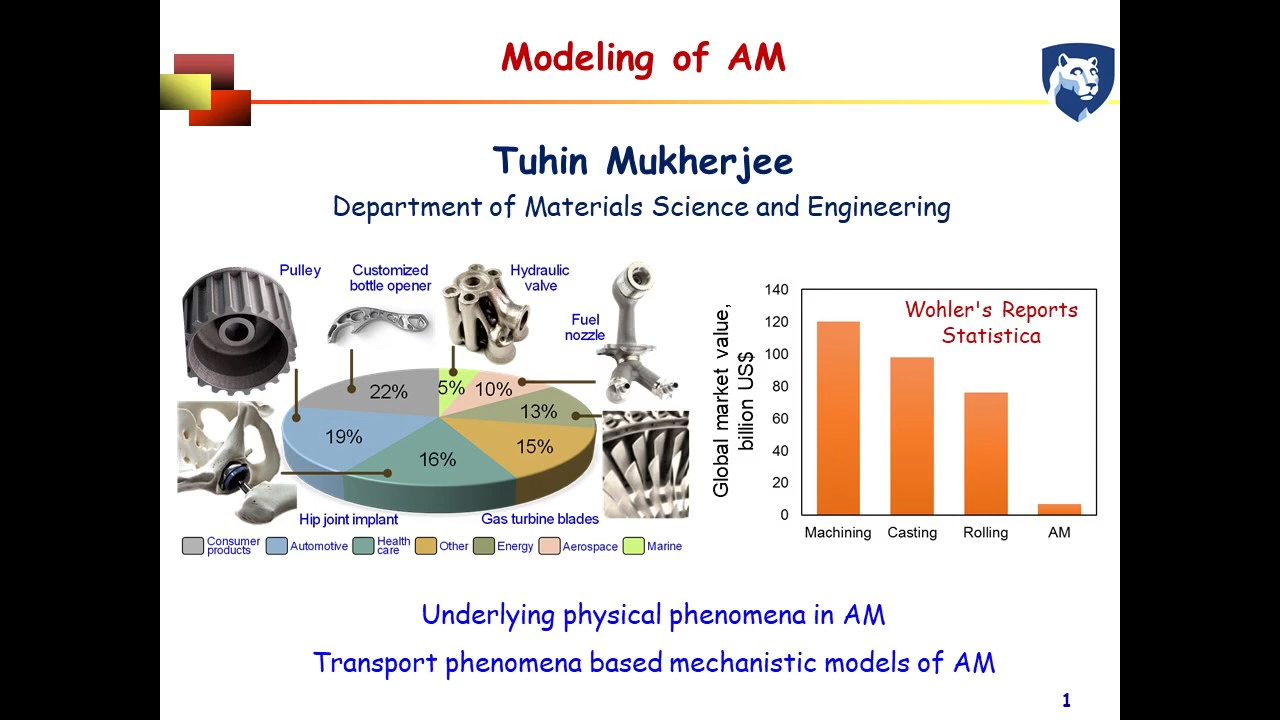 Modeling of AM
Tuhin Mukherjee
Department of Materials Science and Engineering
Pulley
Customized
bottle opener
Hydraulic
valve
Fuel
nozzle
22%
5%
10%
13%
19%
16%
15%
Hip joint implant
Gas turbine blades
Consumer
products
Automotive
Health
care
Other
Energy
Aerospace
Marine
Global market value,
billion US$
140
120
100
80
60
40
20
0
Wohler's Reports
Statistica
Machining
Casting
Rolling
AM
Underlying physical phenomena in AM
Transport phenomena based mechanistic models of AM
1